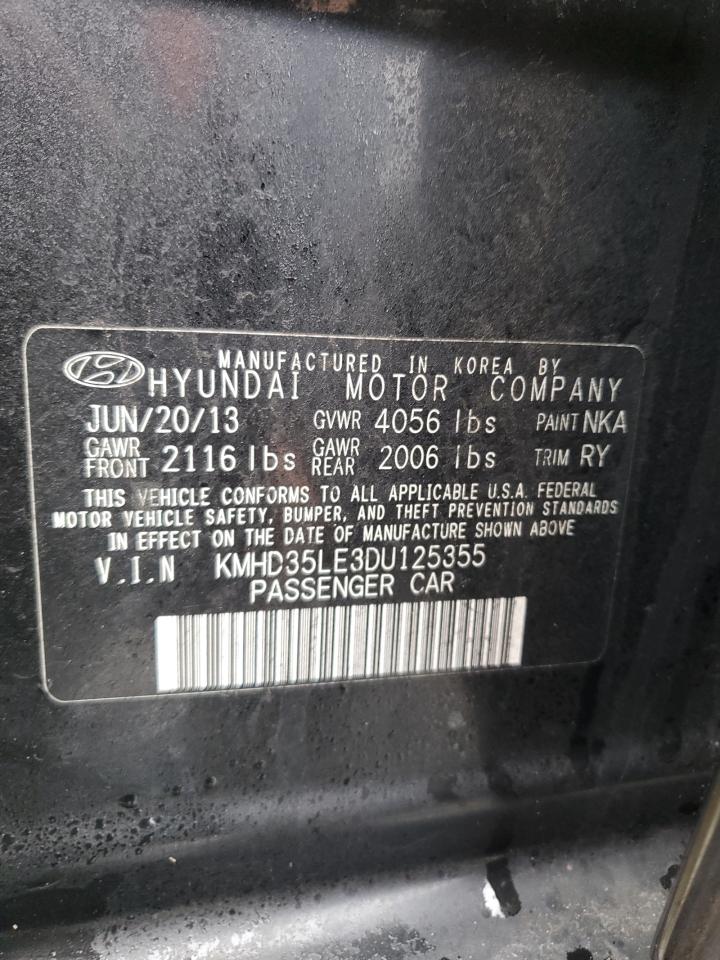 MANUFACTURED IN KOREA BY
HYUNDAI MOTOR COMPANY
JUN/20/13 GVWR 4056 lbs PAINT NKA
GAWR FRONT 2116 lbs GAWR REAR 2006 lbs TRIM RY
THIS VEHICLE CONFORMS TO ALL APPLICABLE U.S.A. FEDERAL
MOTOR VEHICLE SAFETY, BUMPER, AND THEFT PREVENTION STANDARDS
IN EFFECT ON THE DATE OF MANUFACTURE SHOWN ABOVE
V.I.N KMHD35LE3DU125355
PASSENGER CAR